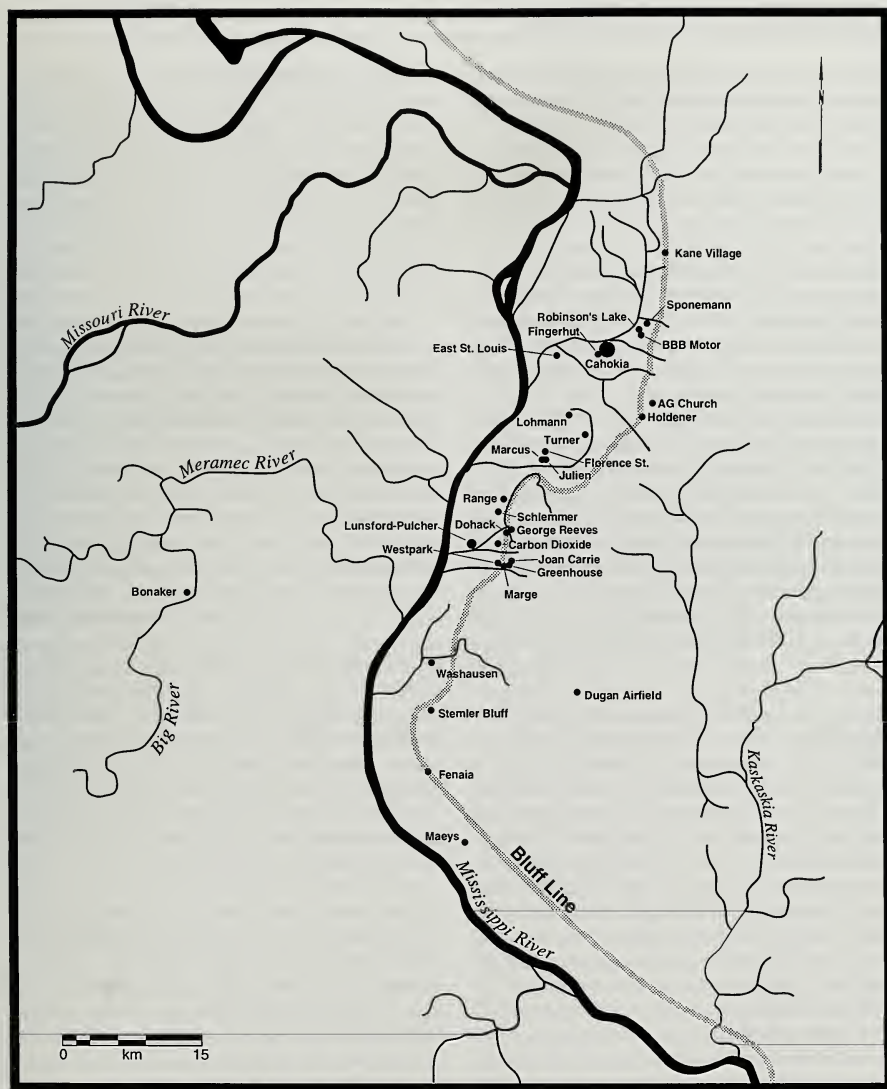 N
Kane Village
Missouri River
Sponemann
Robinson's Lake
Fingerhut
BBB Motor
East St. Louis
Cahokia
AG Church
Holdener
Lohmann
Turner
Marcus
Florence St.
Julien
Meramec River
Range
Schlemmer
Lunsford-Pulcher
Dohack
George Reeves
Carbon Dioxide
Westpark
Joan Carrie
Greenhouse
Marge
Bonaker
Washausen
Dugan Airfield
Stemler Bluff
Big River
Fenaia
Kaskaskia River
Maeys
Bluff Line
Mississippi River
0 km 15